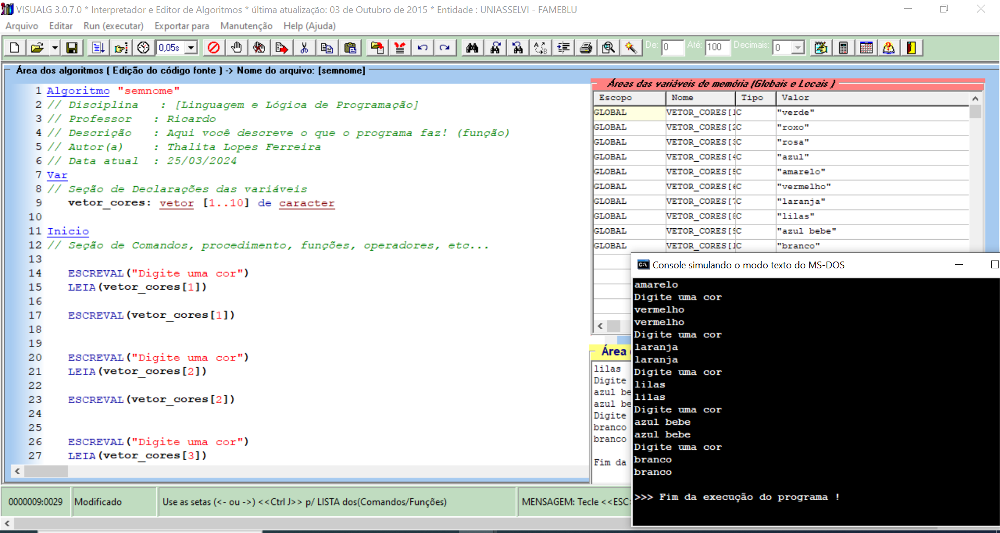 VISUALG 3.0.7.0 * Interpretador e Editor de Algoritmos * última atualização: 03 de Outubro de 2015 * Entidade : UNIASSELVI - FAMEBLU
Arquivo Editar Run (executar) Exportar para Manutenção Help (Ajuda)
0,05s De: 0 Até: 100 Decimais: 0
Área dos algoritmos ( Edição do código fonte ) -> Nome do arquivo: [semnome]
1 Algoritmo "semnome"
2 // Disciplina : [Linguagem e Lógica de Programação]
3 // Professor : Ricardo
4 // Descrição : Aqui você descreve o que o programa faz! (função)
5 // Autor(a) : Thalita Lopes Ferreira
6 // Data atual : 25/03/2024
7 Var
8 // Seção de Declarações das variáveis
9 vetor_cores: vetor [1..10] de caracter
10
11 Inicio
12 // Seção de Comandos, procedimento, funções, operadores, etc...
13
14 ESCREVAL("Digite uma cor")
15 LEIA(vetor_cores[1])
16
17 ESCREVAL(vetor_cores[1])
18
19
20 ESCREVAL("Digite uma cor")
21 LEIA(vetor_cores[2])
22
23 ESCREVAL(vetor_cores[2])
24
25
26 ESCREVAL("Digite uma cor")
27 LEIA(vetor_cores[3])
Áreas das variáveis de memória (Globais e Locais )
Escopo Nome Tipo Valor
GLOBAL VETOR_CORES[1 C "verde"
GLOBAL VETOR_CORES[2 C "roxo"
GLOBAL VETOR_CORES[3 C "rosa"
GLOBAL VETOR_CORES[4 C "azul"
GLOBAL VETOR_CORES[5 C "amarelo"
GLOBAL VETOR_CORES[6 C "vermelho"
GLOBAL VETOR_CORES[7 C "laranja"
GLOBAL VETOR_CORES[8 C "lilas"
GLOBAL VETOR_CORES[9 C "azul bebe"
GLOBAL VETOR_CORES[1 C "branco"
Área
lilas
Digite
azul be
azul be
Digite
branco
branco
Fim da
Console simulando o modo texto do MS-DOS
amarelo
Digite uma cor
vermelho
vermelho
Digite uma cor
laranja
laranja
Digite uma cor
lilas
lilas
Digite uma cor
azul bebe
azul bebe
Digite uma cor
branco
branco
>>> Fim da execução do programa !
0000009:0029 Modificado Use as setas (<- ou ->) <<Ctrl J>> p/ LISTA dos(Comandos/Funções) MENSAGEM: Tecle <<ESC>